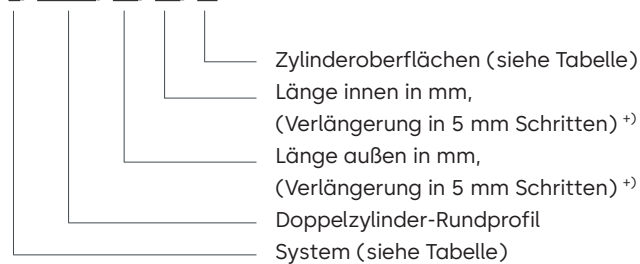 Zylinderoberflächen (siehe Tabelle)
Länge innen in mm,
(Verlängerung in 5 mm Schritten) +)
Länge außen in mm,
(Verlängerung in 5 mm Schritten) +)
Doppelzylinder-Rundprofil
System (siehe Tabelle)